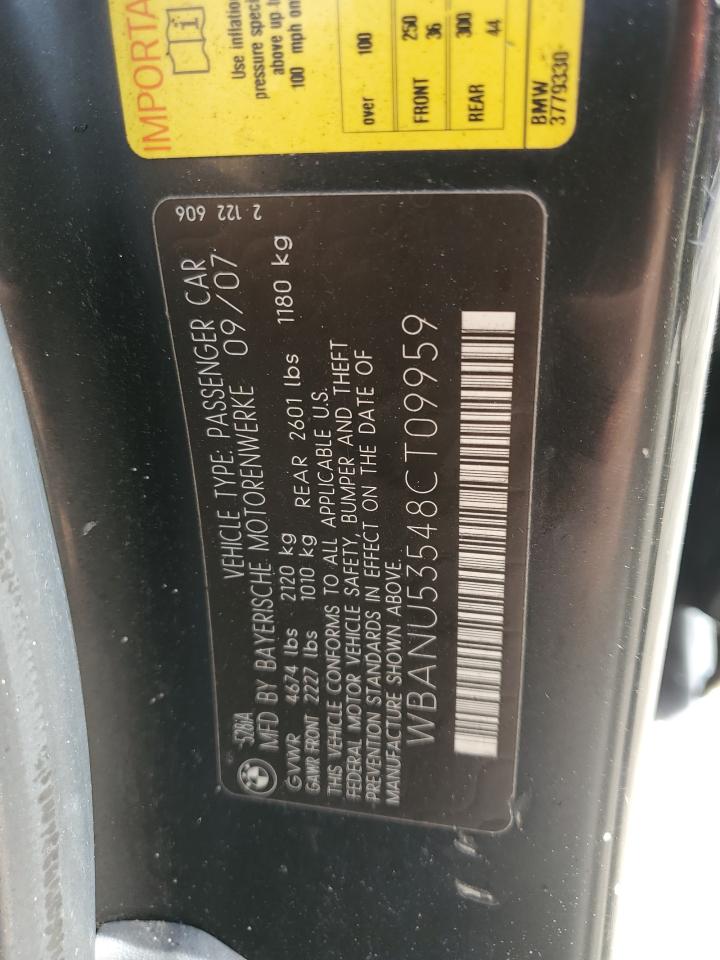 IMPORTA
Use inflation
pressure speci
above up to
100 mph on
over 100
FRONT 250
36
REAR 300
44
BMW
3779330
528iA
VEHICLE TYPE: PASSENGER CAR
MFD BY BAYERISCHE MOTORENWERKE 09/07
GVWR 4674 lbs 2120 kg
GAWR FRONT 2227 lbs 1010 kg REAR 2601 lbs 1180 kg
THIS VEHICLE CONFORMS TO ALL APPLICABLE U.S.
FEDERAL MOTOR VEHICLE SAFETY, BUMPER AND THEFT
PREVENTION STANDARDS IN EFFECT ON THE DATE OF
MANUFACTURE SHOWN ABOVE.
WBANU53548CT09959
2 122 606